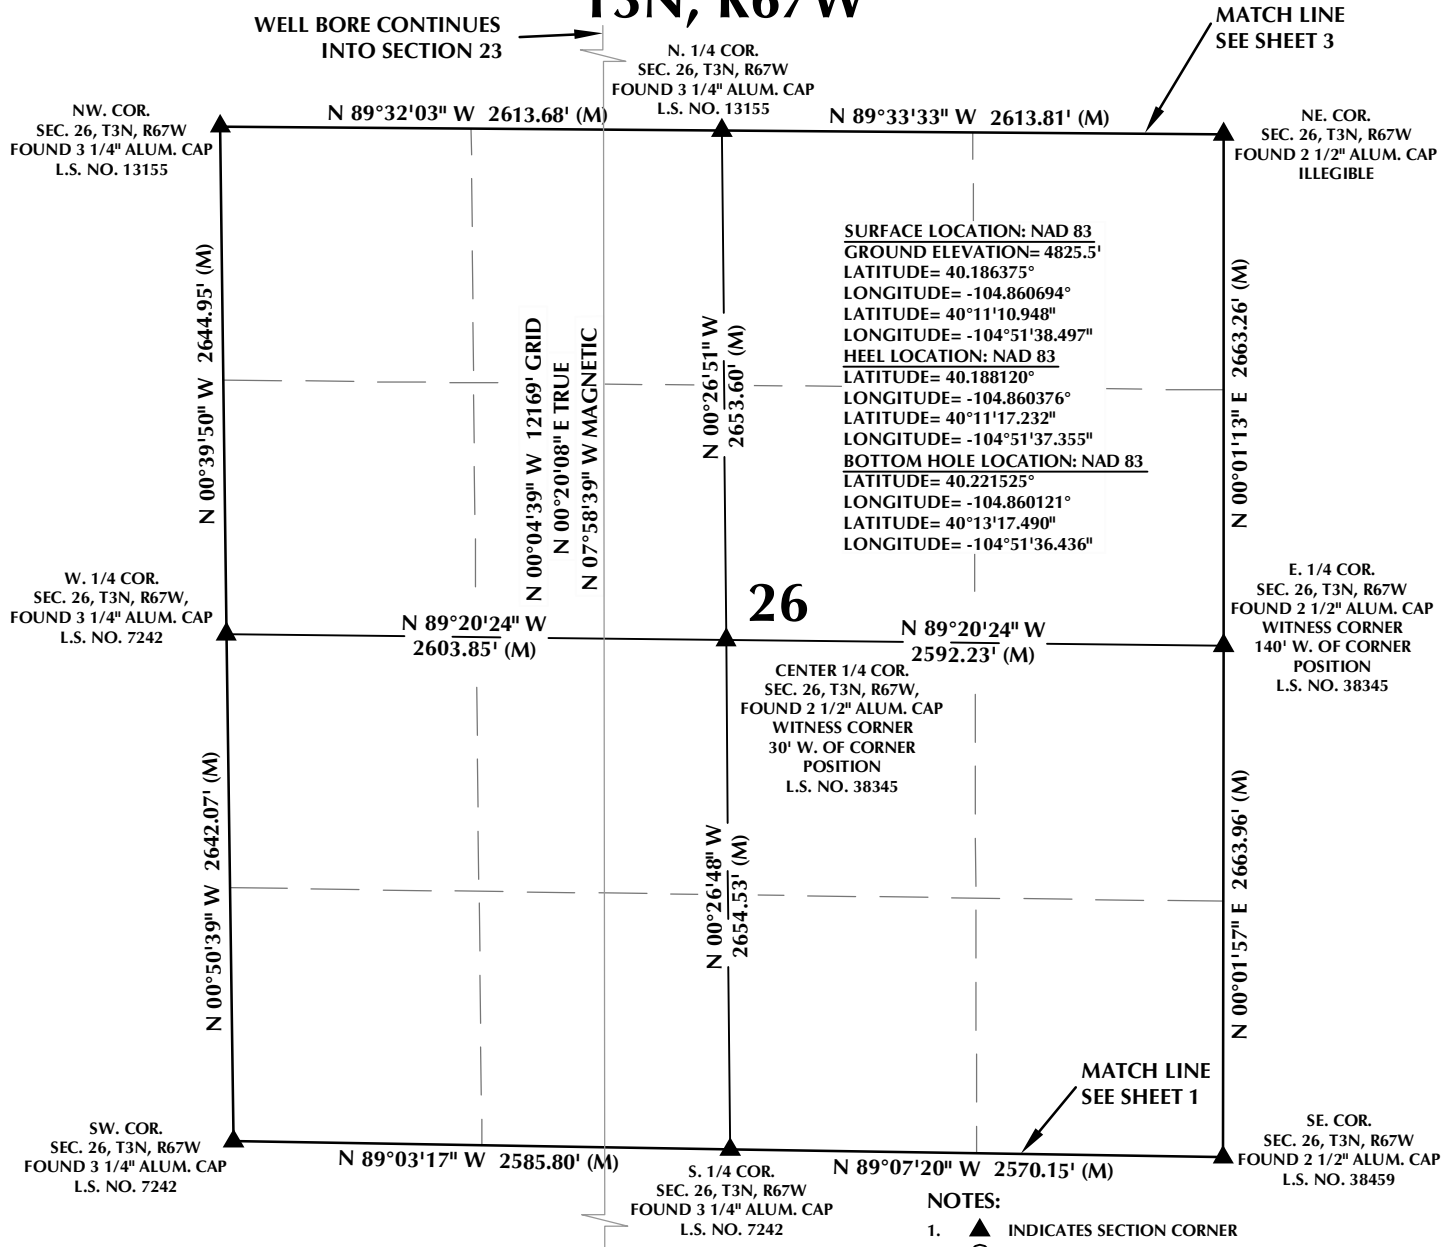 T3N, R67W
WELL BORE CONTINUES
INTO SECTION 23
MATCH LINE
SEE SHEET 3
N. 1/4 COR.
SEC. 26, T3N, R67W
FOUND 3 1/4" ALUM. CAP
L.S. NO. 13155
NW. COR.
SEC. 26, T3N, R67W
FOUND 3 1/4" ALUM. CAP
L.S. NO. 13155
N 89°32'03" W 2613.68' (M)
N 89°33'33" W 2613.81' (M)
NE. COR.
SEC. 26, T3N, R67W
FOUND 2 1/2" ALUM. CAP
ILLEGIBLE
N 00°39'50" W 2644.95' (M)
N 00°04'39" W 12169' GRID
N 00°20'08" E TRUE
N 07°58'39" W MAGNETIC
N 00°26'51" W
2653.60' (M)
SURFACE LOCATION: NAD 83
GROUND ELEVATION= 4825.5'
LATITUDE= 40.186375°
LONGITUDE= -104.860694°
LATITUDE= 40°11'10.948"
LONGITUDE= -104°51'38.497"
HEEL LOCATION: NAD 83
LATITUDE= 40.188120°
LONGITUDE= -104.860376°
LATITUDE= 40°11'17.232"
LONGITUDE= -104°51'37.355"
BOTTOM HOLE LOCATION: NAD 83
LATITUDE= 40.221525°
LONGITUDE= -104.860121°
LATITUDE= 40°13'17.490"
LONGITUDE= -104°51'36.436"
N 00°01'13" E 2663.26' (M)
W. 1/4 COR.
SEC. 26, T3N, R67W,
FOUND 3 1/4" ALUM. CAP
L.S. NO. 7242
N 89°20'24" W
2603.85' (M)
26
N 89°20'24" W
2592.23' (M)
E. 1/4 COR.
SEC. 26, T3N, R67W
FOUND 2 1/2" ALUM. CAP
WITNESS CORNER
140' W. OF CORNER
POSITION
L.S. NO. 38345
CENTER 1/4 COR.
SEC. 26, T3N, R67W,
FOUND 2 1/2" ALUM. CAP
WITNESS CORNER
30' W. OF CORNER
POSITION
L.S. NO. 38345
N 00°50'39" W 2642.07' (M)
N 00°26'48" W
2654.53' (M)
N 00°01'57" E 2663.96' (M)
MATCH LINE
SEE SHEET 1
SW. COR.
SEC. 26, T3N, R67W
FOUND 3 1/4" ALUM. CAP
L.S. NO. 7242
N 89°03'17" W 2585.80' (M)
S. 1/4 COR.
SEC. 26, T3N, R67W
FOUND 3 1/4" ALUM. CAP
L.S. NO. 7242
N 89°07'20" W 2570.15' (M)
SE. COR.
SEC. 26, T3N, R67W
FOUND 2 1/2" ALUM. CAP
L.S. NO. 38459
NOTES:
1. ▲ INDICATES SECTION CORNER